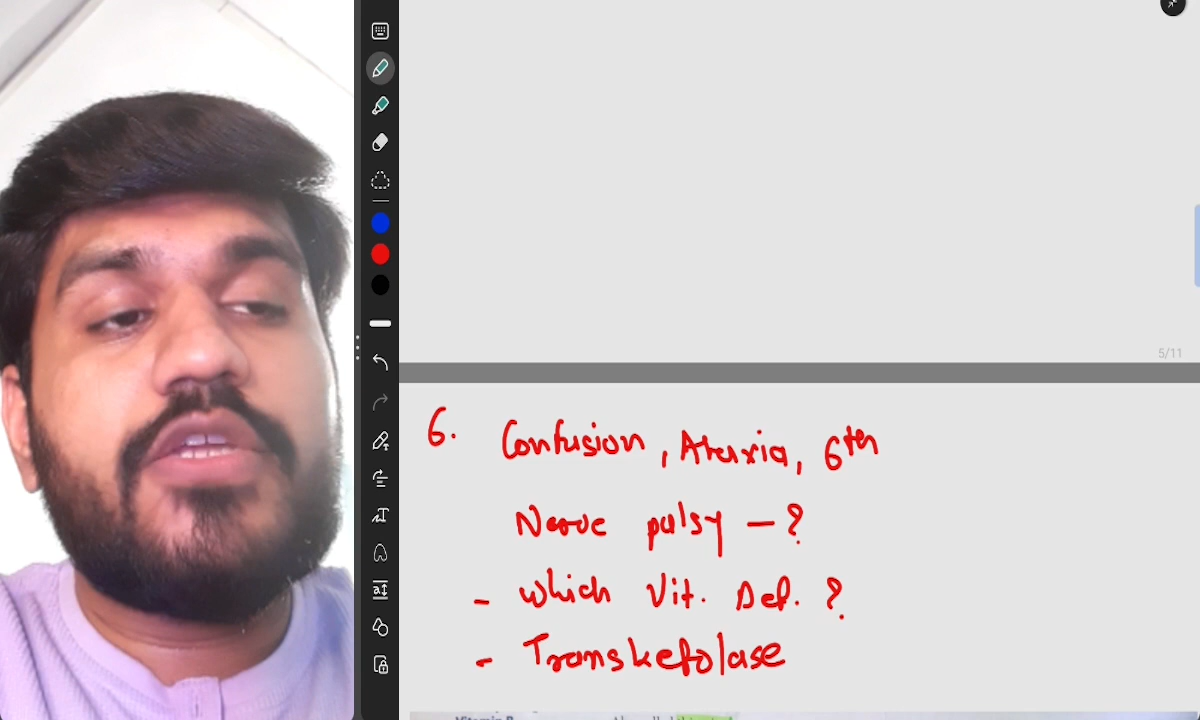 5/11
6. Confusion, Ataxia, 6th
Nerve palsy - ?
- which Vit. Def. ?
- Transketolase